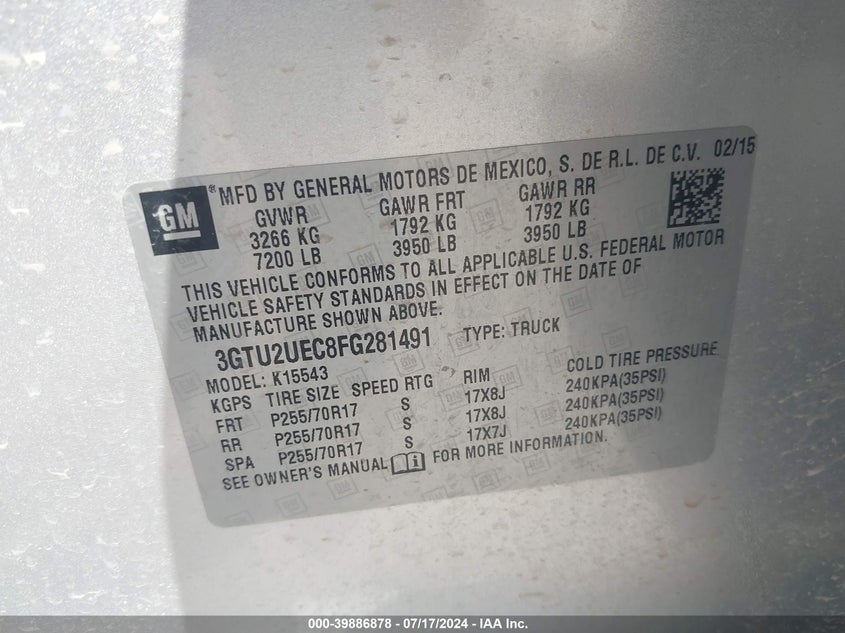 GM ® MFD BY GENERAL MOTORS DE MEXICO, S. DE R.L. DE C.V. 02/15
GVWR GAWR FRT GAWR RR
3266 KG 1792 KG 1792 KG
7200 LB 3950 LB 3950 LB
THIS VEHICLE CONFORMS TO ALL APPLICABLE U.S. FEDERAL MOTOR
VEHICLE SAFETY STANDARDS IN EFFECT ON THE DATE OF
MANUFACTURE SHOWN ABOVE.
3GTU2UEC8FG281491 TYPE: TRUCK
MODEL: K15543
KGPS TIRE SIZE SPEED RTG RIM COLD TIRE PRESSURE
FRT P255/70R17 S 17X8J 240KPA(35PSI)
RR P255/70R17 S 17X8J 240KPA(35PSI)
SPA P255/70R17 S 17X7J 240KPA(35PSI)
SEE OWNER'S MANUAL FOR MORE INFORMATION.
000-39886878 - 07/17/2024 - IAA Inc.